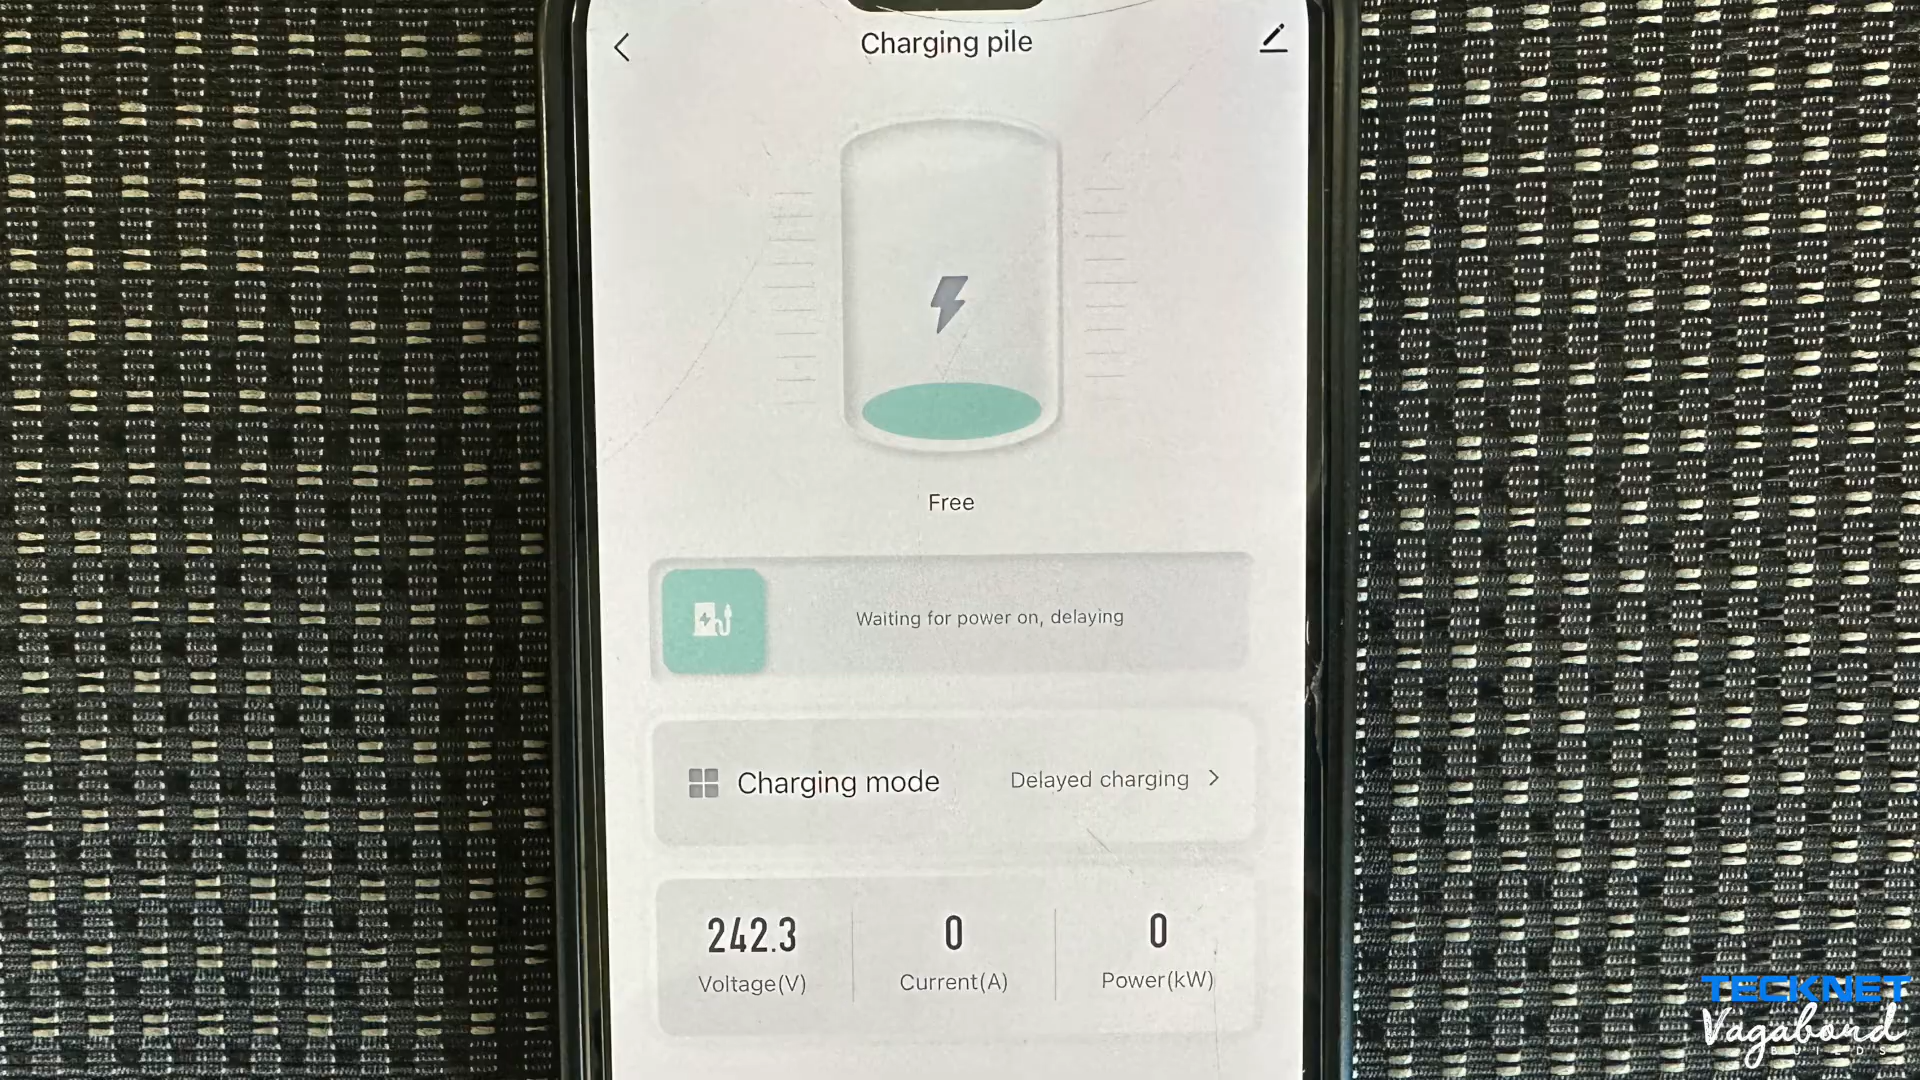 Charging pile
Free
Waiting for power on, delaying
Charging mode
Delayed charging
242.3
0
0
Voltage(V)
Current(A)
Power(kW)
TECKNET
Vagabond
BUILDS